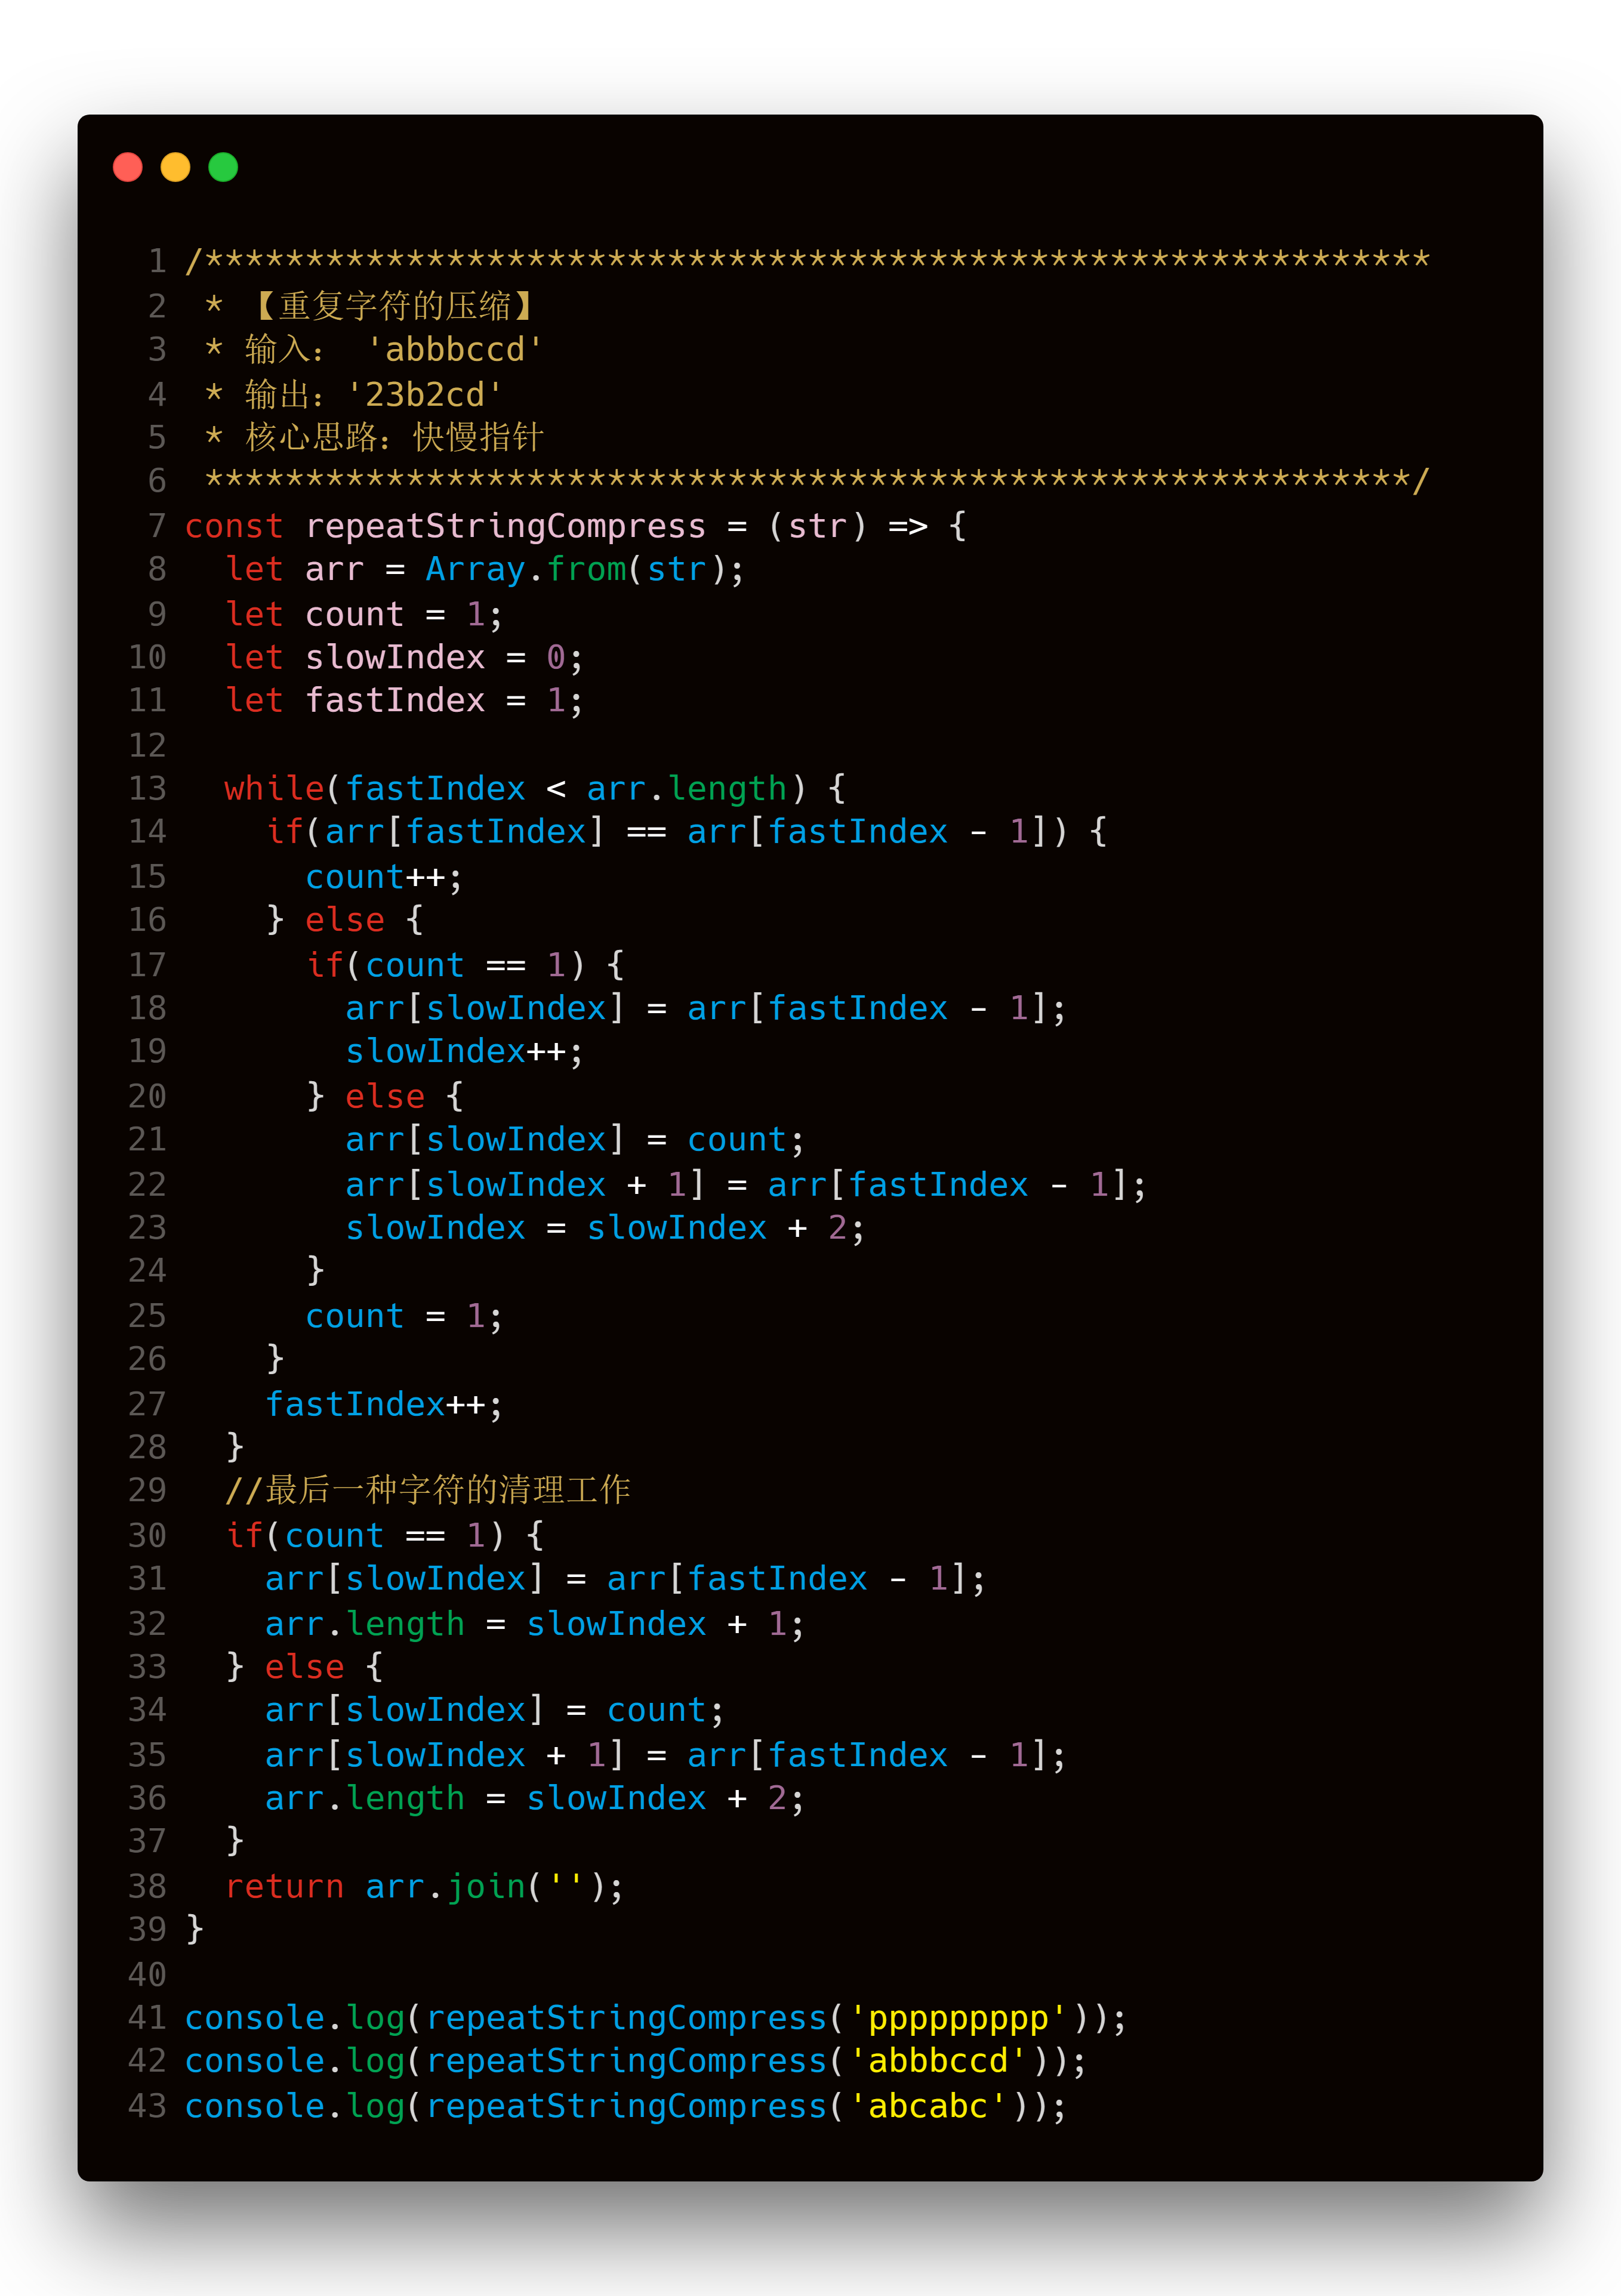 1 /*************************************************************
2  * 【重复字符的压缩】
3  * 输入： 'abbbccd'
4  * 输出：'23b2cd'
5  * 核心思路：快慢指针
6  ************************************************************/
7 const repeatStringCompress = (str) => {
8   let arr = Array.from(str);
9   let count = 1;
10   let slowIndex = 0;
11   let fastIndex = 1;
12
13   while(fastIndex < arr.length) {
14     if(arr[fastIndex] == arr[fastIndex - 1]) {
15       count++;
16     } else {
17       if(count == 1) {
18         arr[slowIndex] = arr[fastIndex - 1];
19         slowIndex++;
20       } else {
21         arr[slowIndex] = count;
22         arr[slowIndex + 1] = arr[fastIndex - 1];
23         slowIndex = slowIndex + 2;
24       }
25       count = 1;
26     }
27     fastIndex++;
28   }
29   //最后一种字符的清理工作
30   if(count == 1) {
31     arr[slowIndex] = arr[fastIndex - 1];
32     arr.length = slowIndex + 1;
33   } else {
34     arr[slowIndex] = count;
35     arr[slowIndex + 1] = arr[fastIndex - 1];
36     arr.length = slowIndex + 2;
37   }
38   return arr.join('');
39 }
40
41 console.log(repeatStringCompress('ppppppppp'));
42 console.log(repeatStringCompress('abbbccd'));
43 console.log(repeatStringCompress('abcabc'));